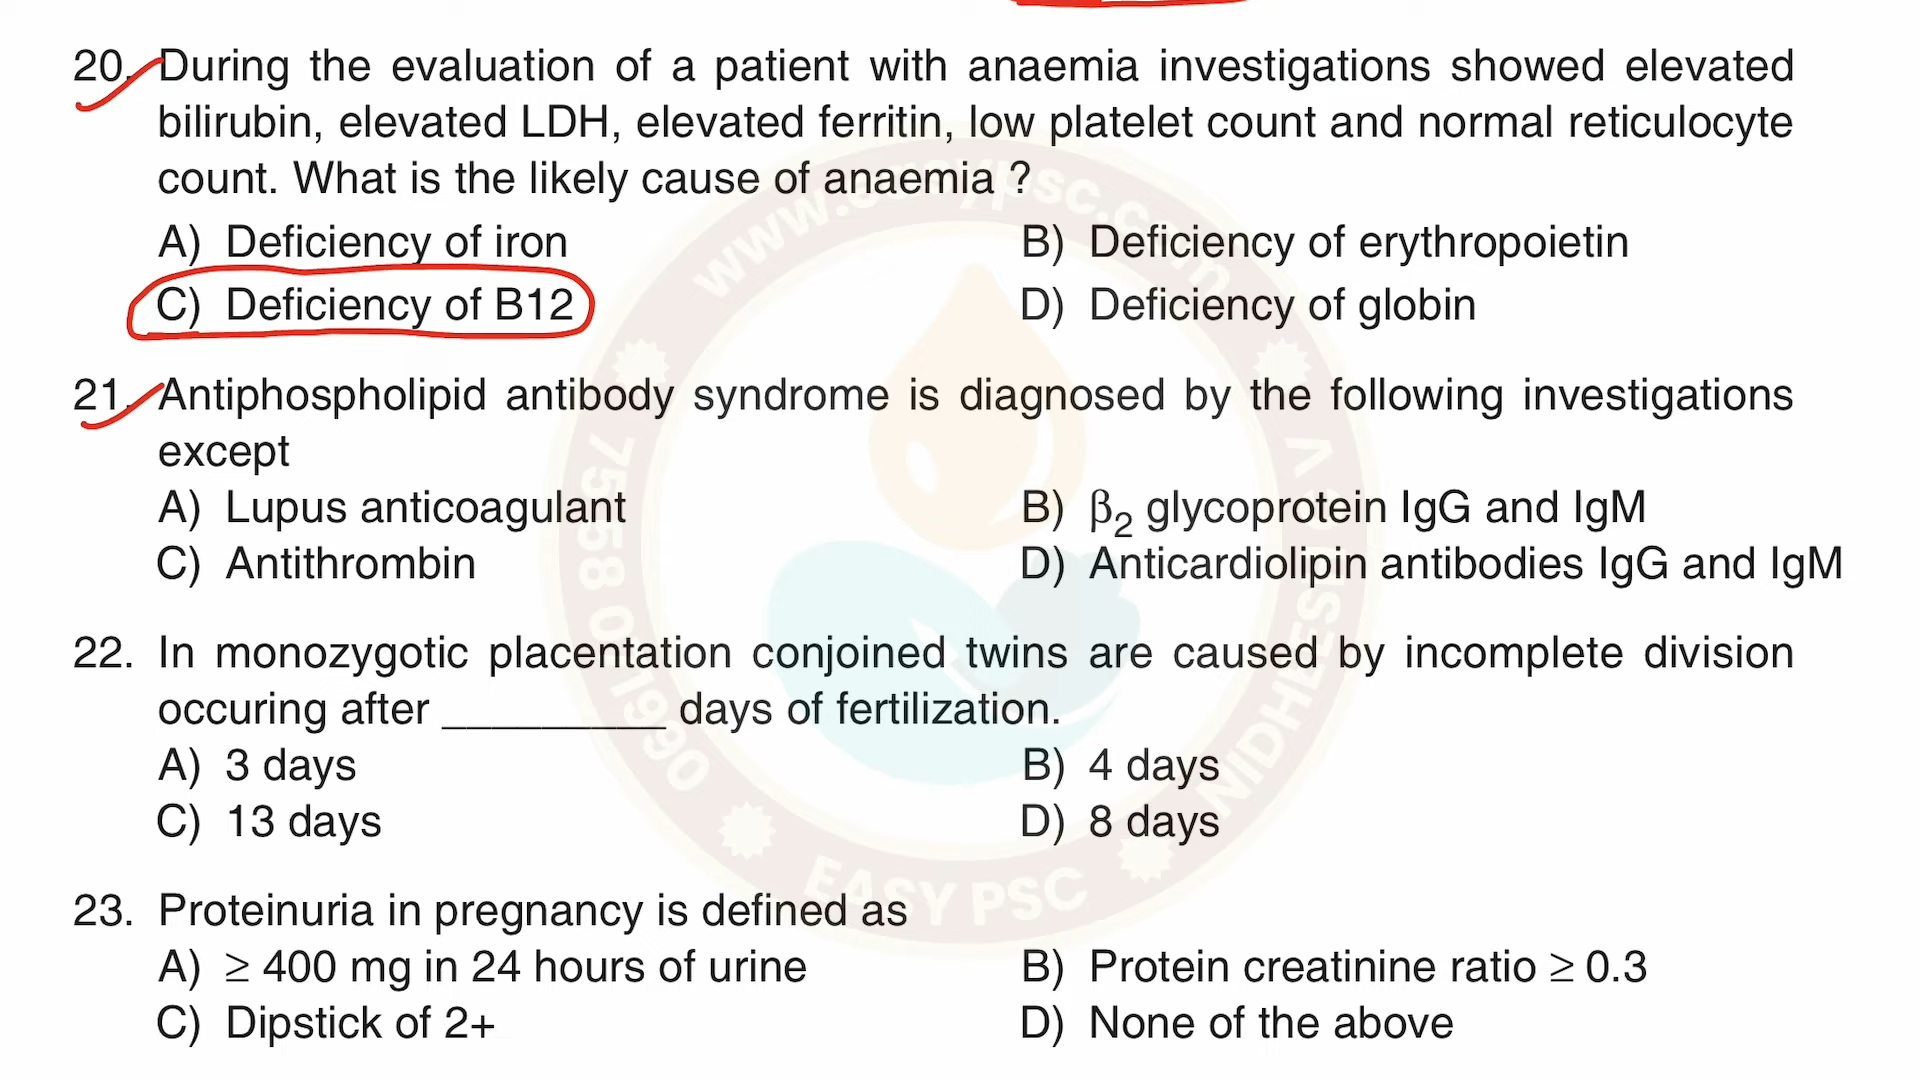 20. During the evaluation of a patient with anaemia investigations showed elevated
bilirubin, elevated LDH, elevated ferritin, low platelet count and normal reticulocyte
count. What is the likely cause of anaemia ?
A) Deficiency of iron B) Deficiency of erythropoietin
C) Deficiency of B12 D) Deficiency of globin
21. Antiphospholipid antibody syndrome is diagnosed by the following investigations
except
A) Lupus anticoagulant B) β₂ glycoprotein IgG and IgM
C) Antithrombin D) Anticardiolipin antibodies IgG and IgM
22. In monozygotic placentation conjoined twins are caused by incomplete division
occuring after _________ days of fertilization.
A) 3 days B) 4 days
C) 13 days D) 8 days
23. Proteinuria in pregnancy is defined as
A) ≥ 400 mg in 24 hours of urine B) Protein creatinine ratio ≥ 0.3
C) Dipstick of 2+ D) None of the above
www.easypsc.com
EASY PSC